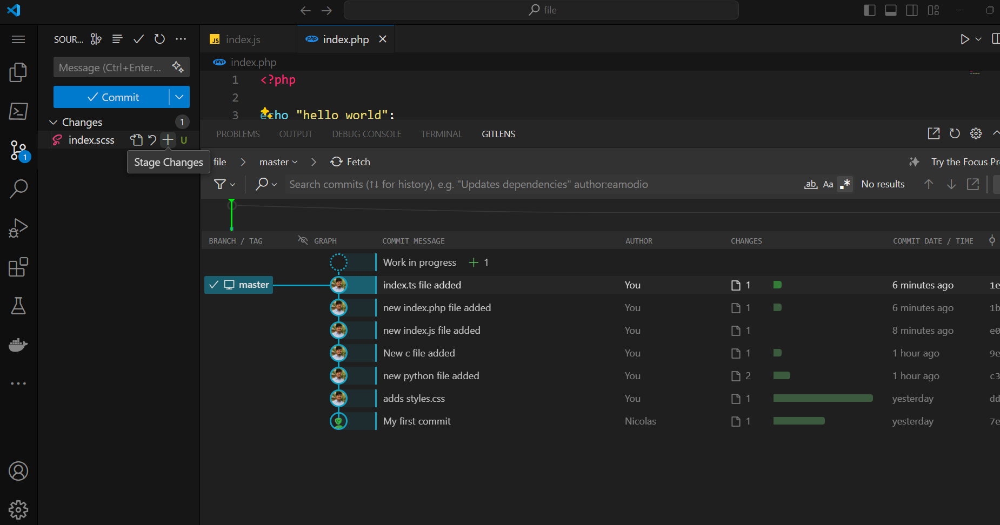 file
SOUR...
JS index.js
php index.php
Message (Ctrl+Enter...
php index.php
Commit
1 <?php
2
3 echo "hello world";
Changes 1
index.scss U
1
Stage Changes
PROBLEMS OUTPUT DEBUG CONSOLE TERMINAL GITLENS
file master Fetch Try the Focus Pr
Search commits (↑↓ for history), e.g. "Updates dependencies" author:eamodio ab Aa .* No results
BRANCH / TAG GRAPH COMMIT MESSAGE AUTHOR CHANGES COMMIT DATE / TIME
Work in progress + 1
master index.ts file added You 1 6 minutes ago 1e
new index.php file added You 1 6 minutes ago 1b
new index.js file added You 1 8 minutes ago e0
New c file added You 1 1 hour ago 9e
new python file added You 2 1 hour ago c3
adds styles.css You 1 yesterday dd
My first commit Nicolas 1 yesterday 7e